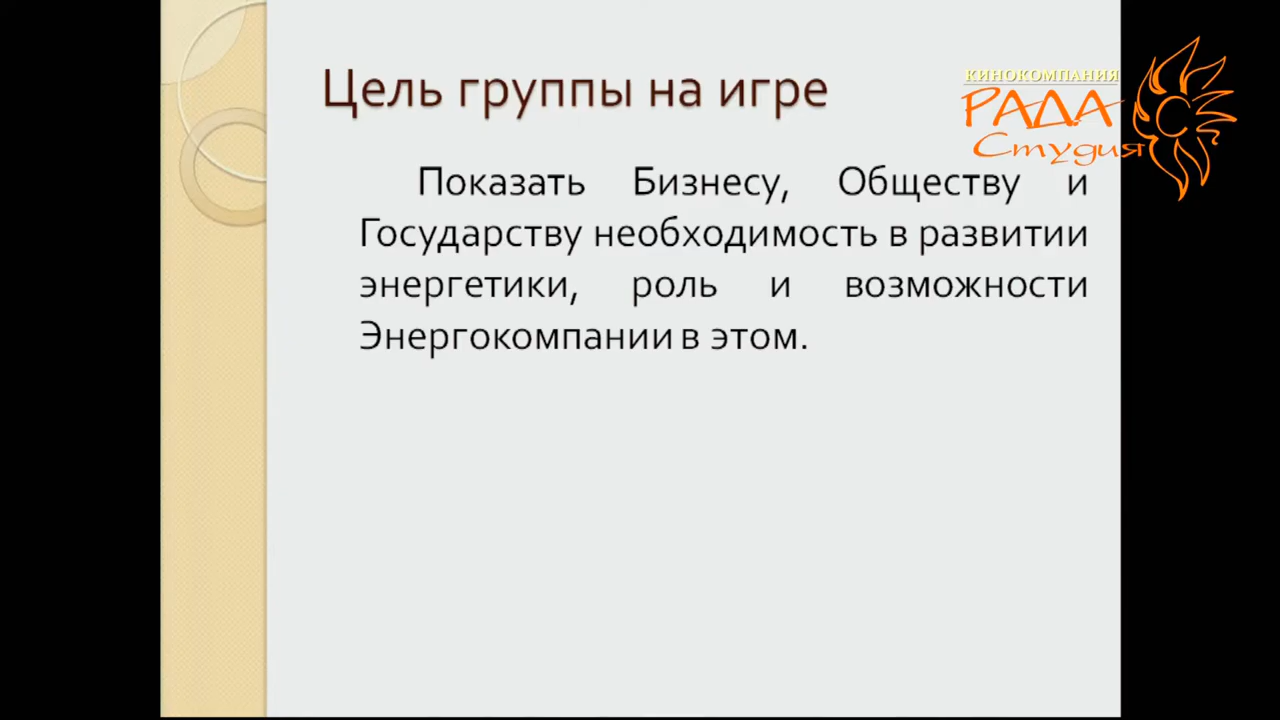 Цель группы на игре
КИНОКОМПАНИЯ
РАДА
Студия
Показать Бизнесу, Обществу и
Государству необходимость в развитии
энергетики, роль и возможности
Энергокомпании в этом.